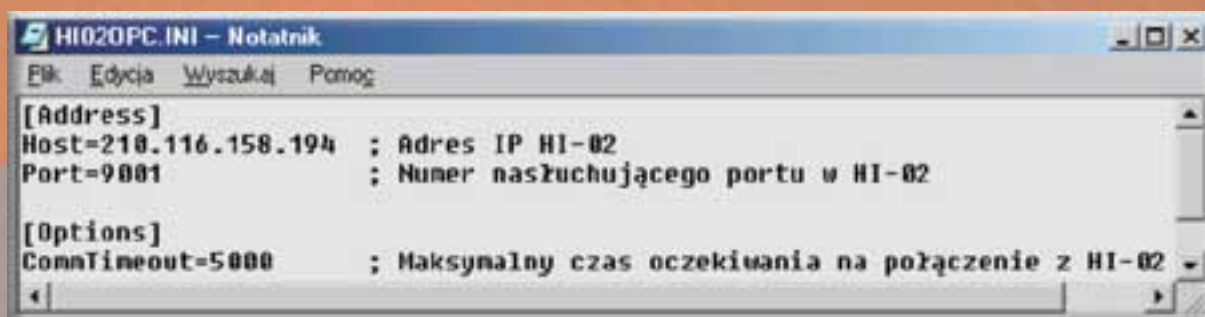 HI02OPC.INI – Notatnik
Plik Edycja Wyszukaj Pomoc
[Address]
Host=210.116.158.194 ; Adres IP HI-02
Port=9001 ; Numer nasłuchującego portu w HI-02
[Options]
CommTimeout=5000 ; Maksymalny czas oczekiwania na połączenie z HI-02